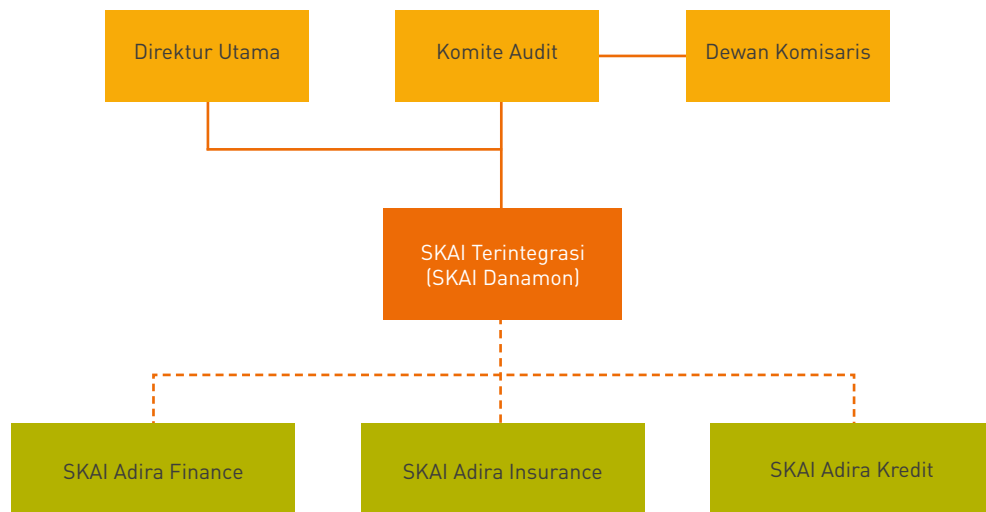 Direktur Utama
Komite Audit
Dewan Komisaris
SKAI Terintegrasi
(SKAI Danamon)
SKAI Adira Finance
SKAI Adira Insurance
SKAI Adira Kredit